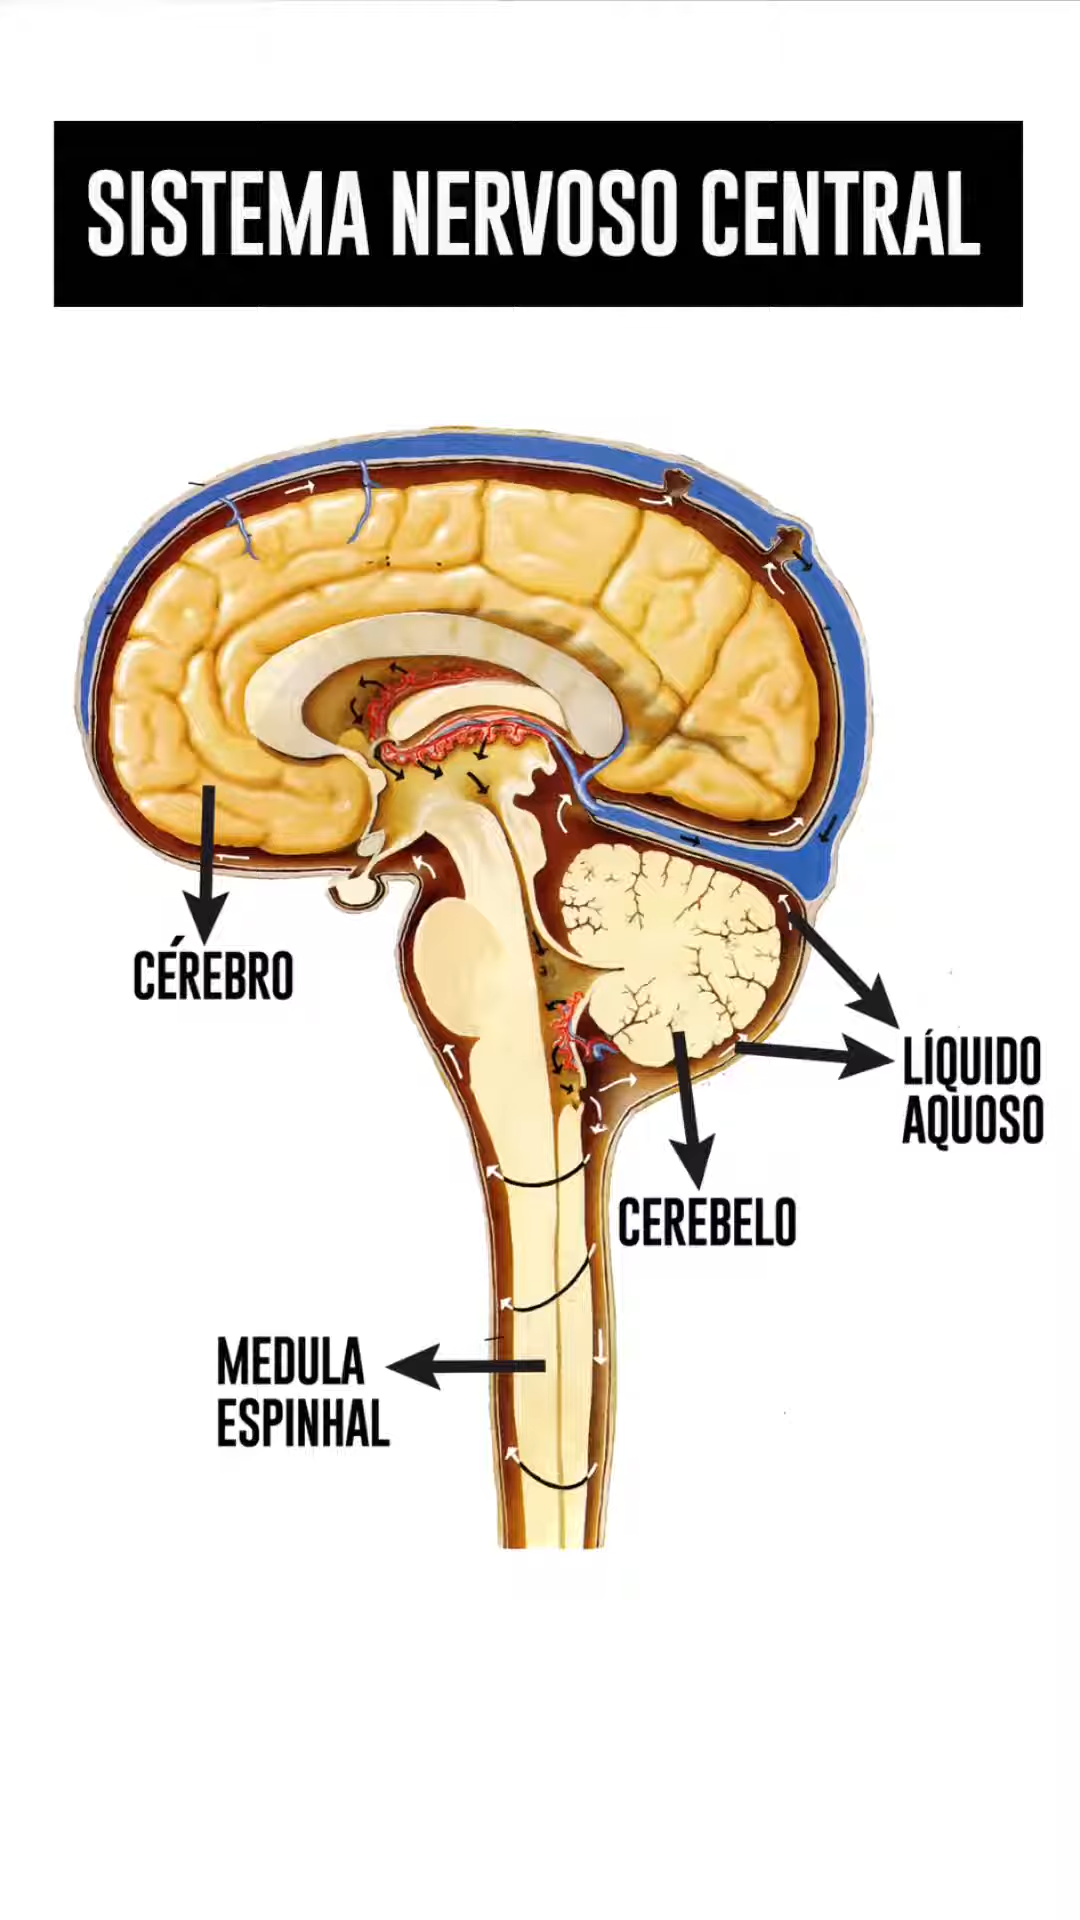 SISTEMA NERVOSO CENTRAL
CÉREBRO
LÍQUIDO
AQUOSO
CEREBELO
MEDULA
ESPINHAL